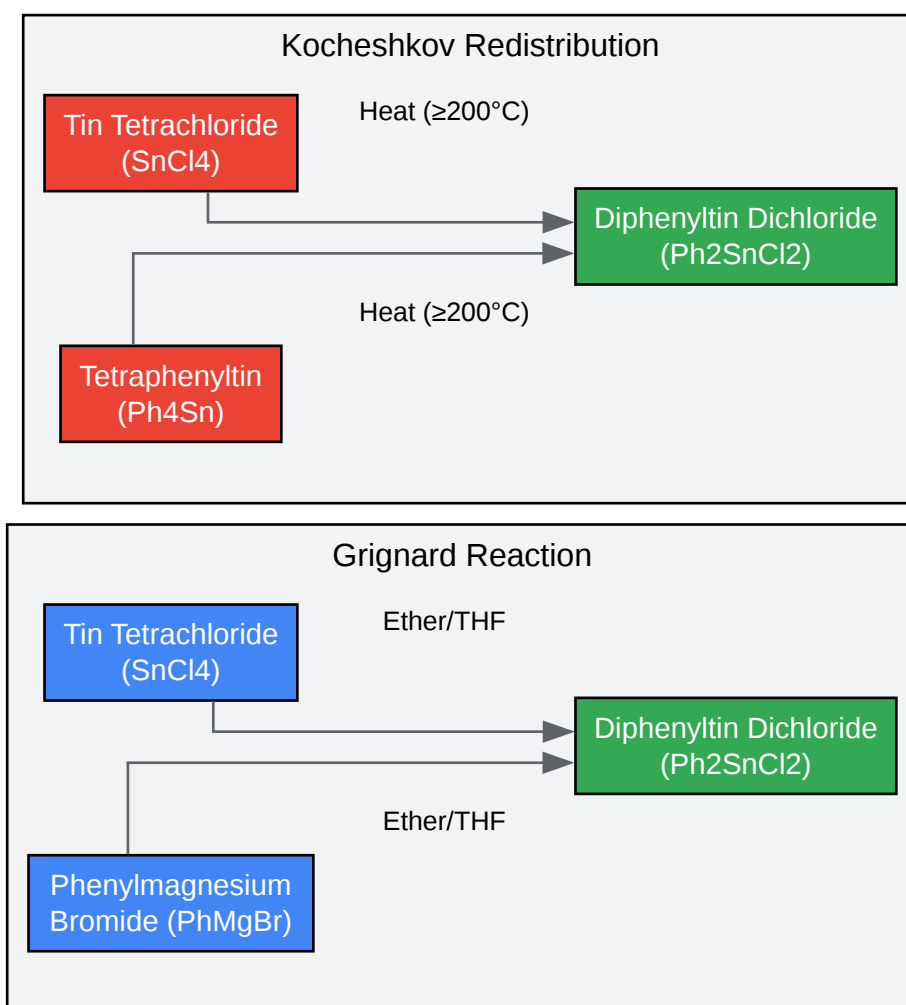 Kocheshkov Redistribution
Heat (≥200°C)
Tin Tetrachloride
(SnCl4)
Diphenyltin Dichloride
(Ph2SnCl2)
Heat (≥200°C)
Tetraphenyltin
(Ph4Sn)
Grignard Reaction
Ether/THF
Tin Tetrachloride
(SnCl4)
Diphenyltin Dichloride
(Ph2SnCl2)
Ether/THF
Phenylmagnesium
Bromide (PhMgBr)